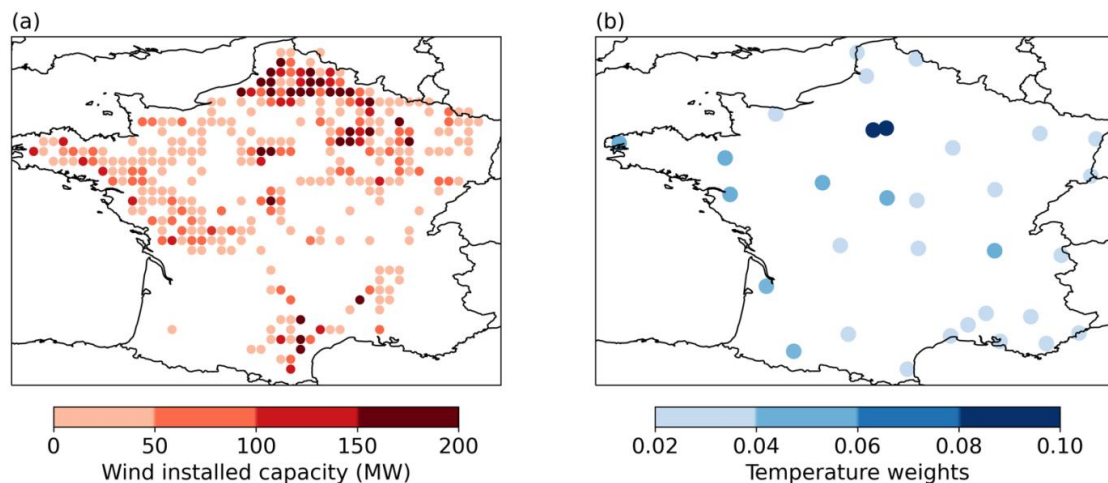 (a)
(b)
0 50 100 150 200
Wind installed capacity (MW)
0.02 0.04 0.06 0.08 0.10
Temperature weights